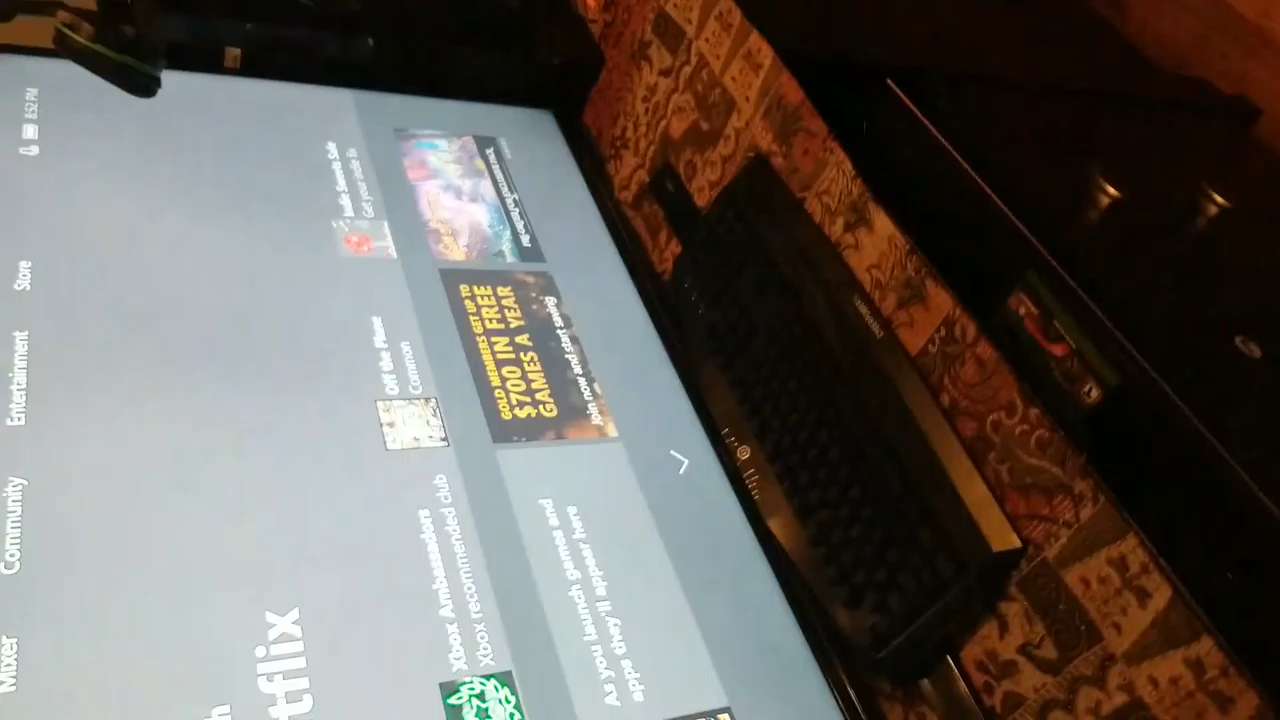 Mixer
Community
Entertainment
Store
8:52 PM
tflix
Xbox Ambassadors
Xbox recommended club
Off the Plane
Common
Indie Sweets Sale
Get your indie fix
As you launch games and
apps they'll appear here
GOLD MEMBERS GET UP TO
$700 IN FREE
GAMES A YEAR
Join now and start saving